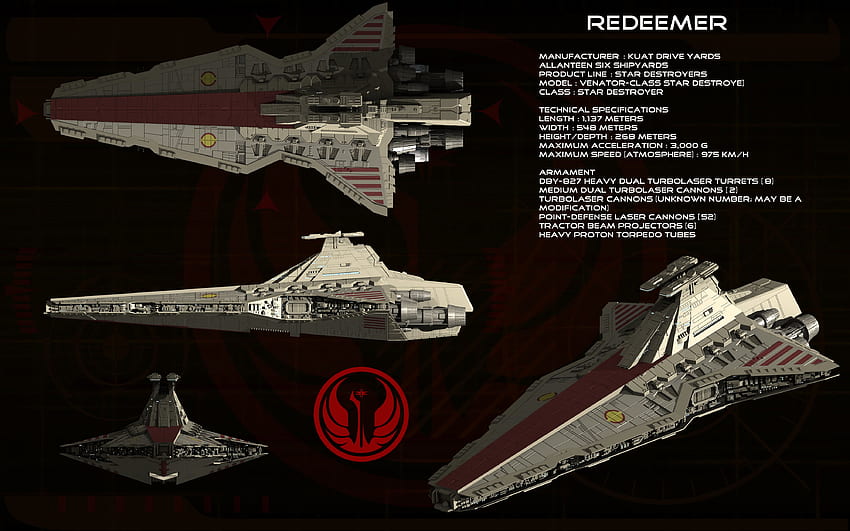 REDEEMER
MANUFACTURER : KUAT DRIVE YARDS
ALLANTEEN SIX SHIPYARDS
PRODUCT LINE : STAR DESTROYERS
MODEL : VENATOR-CLASS STAR DESTROYE]
CLASS : STAR DESTROYER
TECHNICAL SPECIFICATIONS
LENGTH : 1,137 METERS
WIDTH : 548 METERS
HEIGHT/DEPTH : 268 METERS
MAXIMUM ACCELERATION : 3,000 G
MAXIMUM SPEED [ATMOSPHERE] : 975 KM/H
ARMAMENT
DBY-827 HEAVY DUAL TURBOLASER TURRETS [8]
MEDIUM DUAL TURBOLASER CANNONS [2]
TURBOLASER CANNONS [UNKNOWN NUMBER; MAY BE A
MODIFICATION]
POINT-DEFENSE LASER CANNONS [52]
TRACTOR BEAM PROJECTORS [6]
HEAVY PROTON TORPEDO TUBES